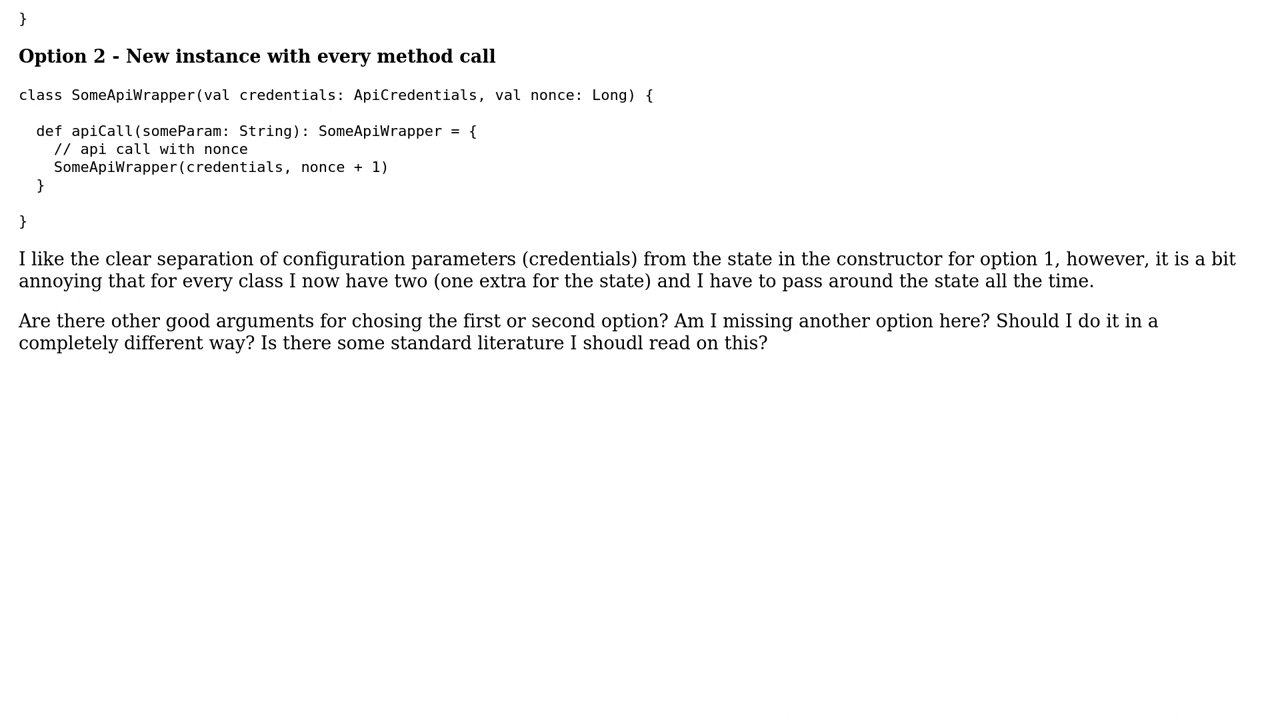 }
Option 2 - New instance with every method call
class SomeApiWrapper(val credentials: ApiCredentials, val nonce: Long) {
  def apiCall(someParam: String): SomeApiWrapper = {
    // api call with nonce
    SomeApiWrapper(credentials, nonce + 1)
  }
}
I like the clear separation of configuration parameters (credentials) from the state in the constructor for option 1, however, it is a bit
annoying that for every class I now have two (one extra for the state) and I have to pass around the state all the time.
Are there other good arguments for chosing the first or second option? Am I missing another option here? Should I do it in a
completely different way? Is there some standard literature I shoudl read on this?